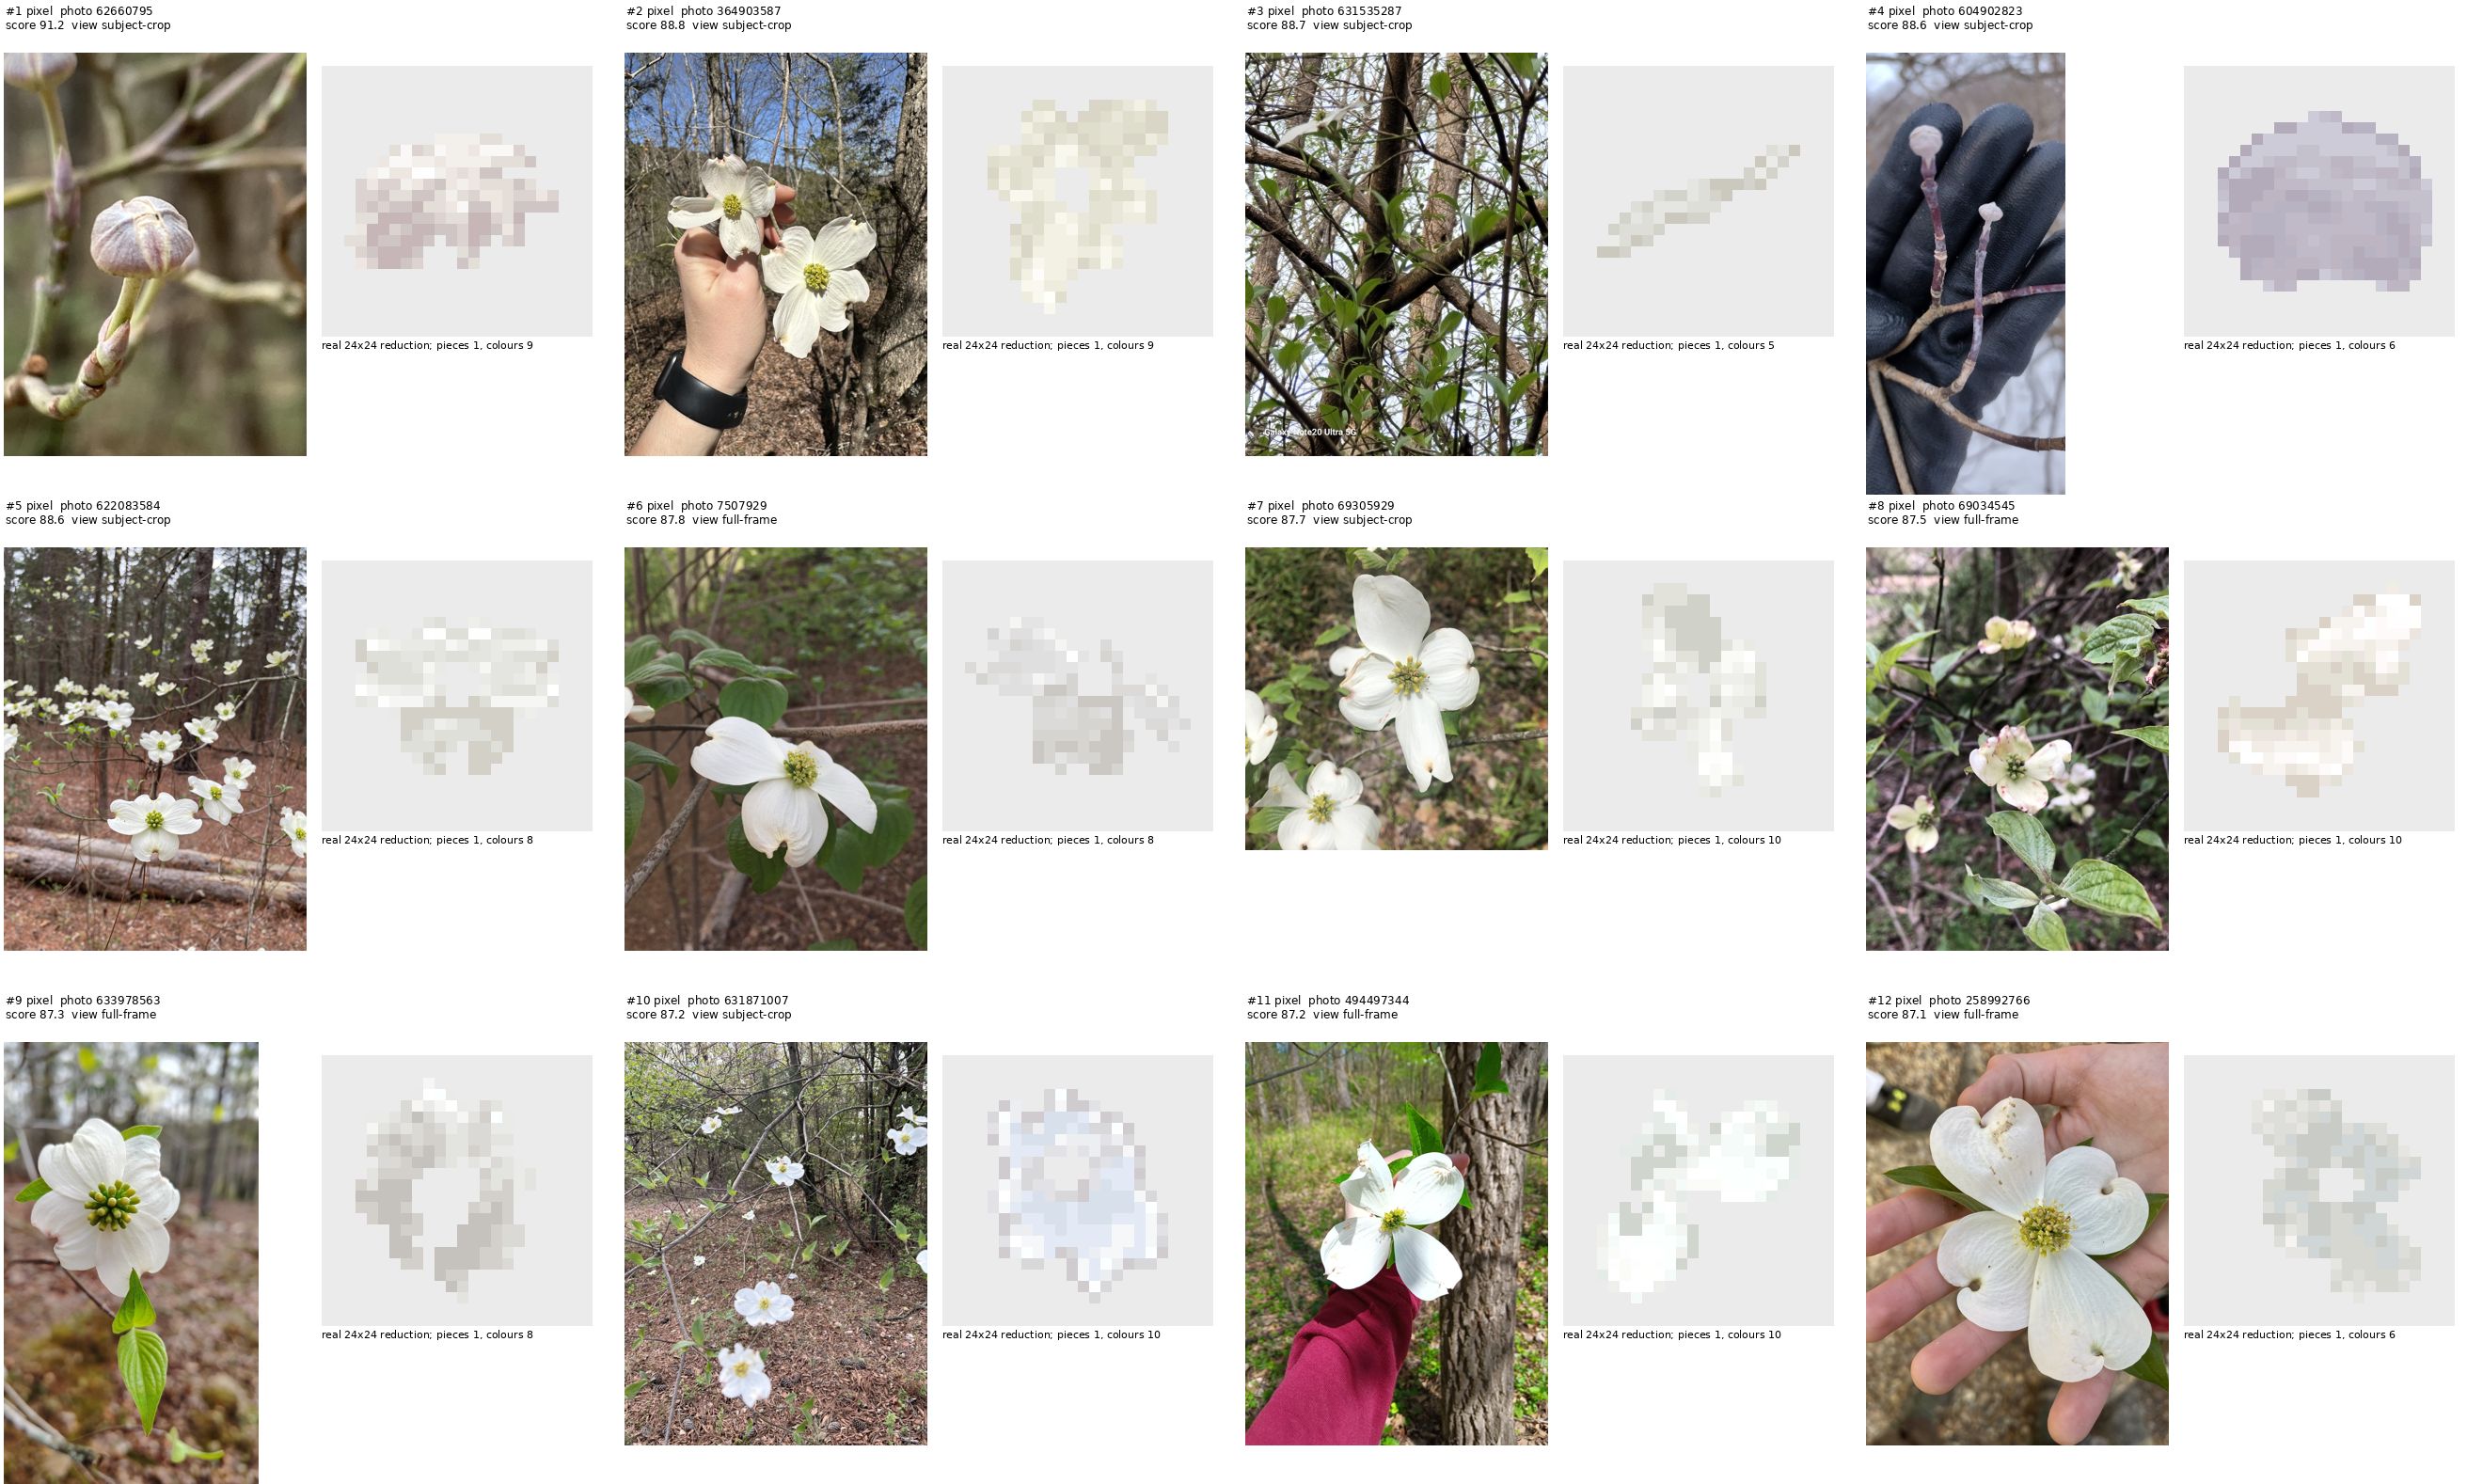 #1 pixel  photo 62660795
score 91.2  view subject-crop
real 24x24 reduction; pieces 1, colours 9
#2 pixel  photo 364903587
score 88.8  view subject-crop
real 24x24 reduction; pieces 1, colours 9
#3 pixel  photo 631535287
score 88.7  view subject-crop
Galaxy Note20 Ultra 5G
real 24x24 reduction; pieces 1, colours 5
#4 pixel  photo 604902823
score 88.6  view subject-crop
real 24x24 reduction; pieces 1, colours 6
#5 pixel  photo 622083584
score 88.6  view subject-crop
real 24x24 reduction; pieces 1, colours 8
#6 pixel  photo 7507929
score 87.8  view full-frame
real 24x24 reduction; pieces 1, colours 8
#7 pixel  photo 69305929
score 87.7  view subject-crop
real 24x24 reduction; pieces 1, colours 10
#8 pixel  photo 69034545
score 87.5  view full-frame
real 24x24 reduction; pieces 1, colours 10
#9 pixel  photo 633978563
score 87.3  view full-frame
real 24x24 reduction; pieces 1, colours 8
#10 pixel  photo 631871007
score 87.2  view subject-crop
real 24x24 reduction; pieces 1, colours 10
#11 pixel  photo 494497344
score 87.2  view full-frame
real 24x24 reduction; pieces 1, colours 10
#12 pixel  photo 258992766
score 87.1  view full-frame
real 24x24 reduction; pieces 1, colours 6